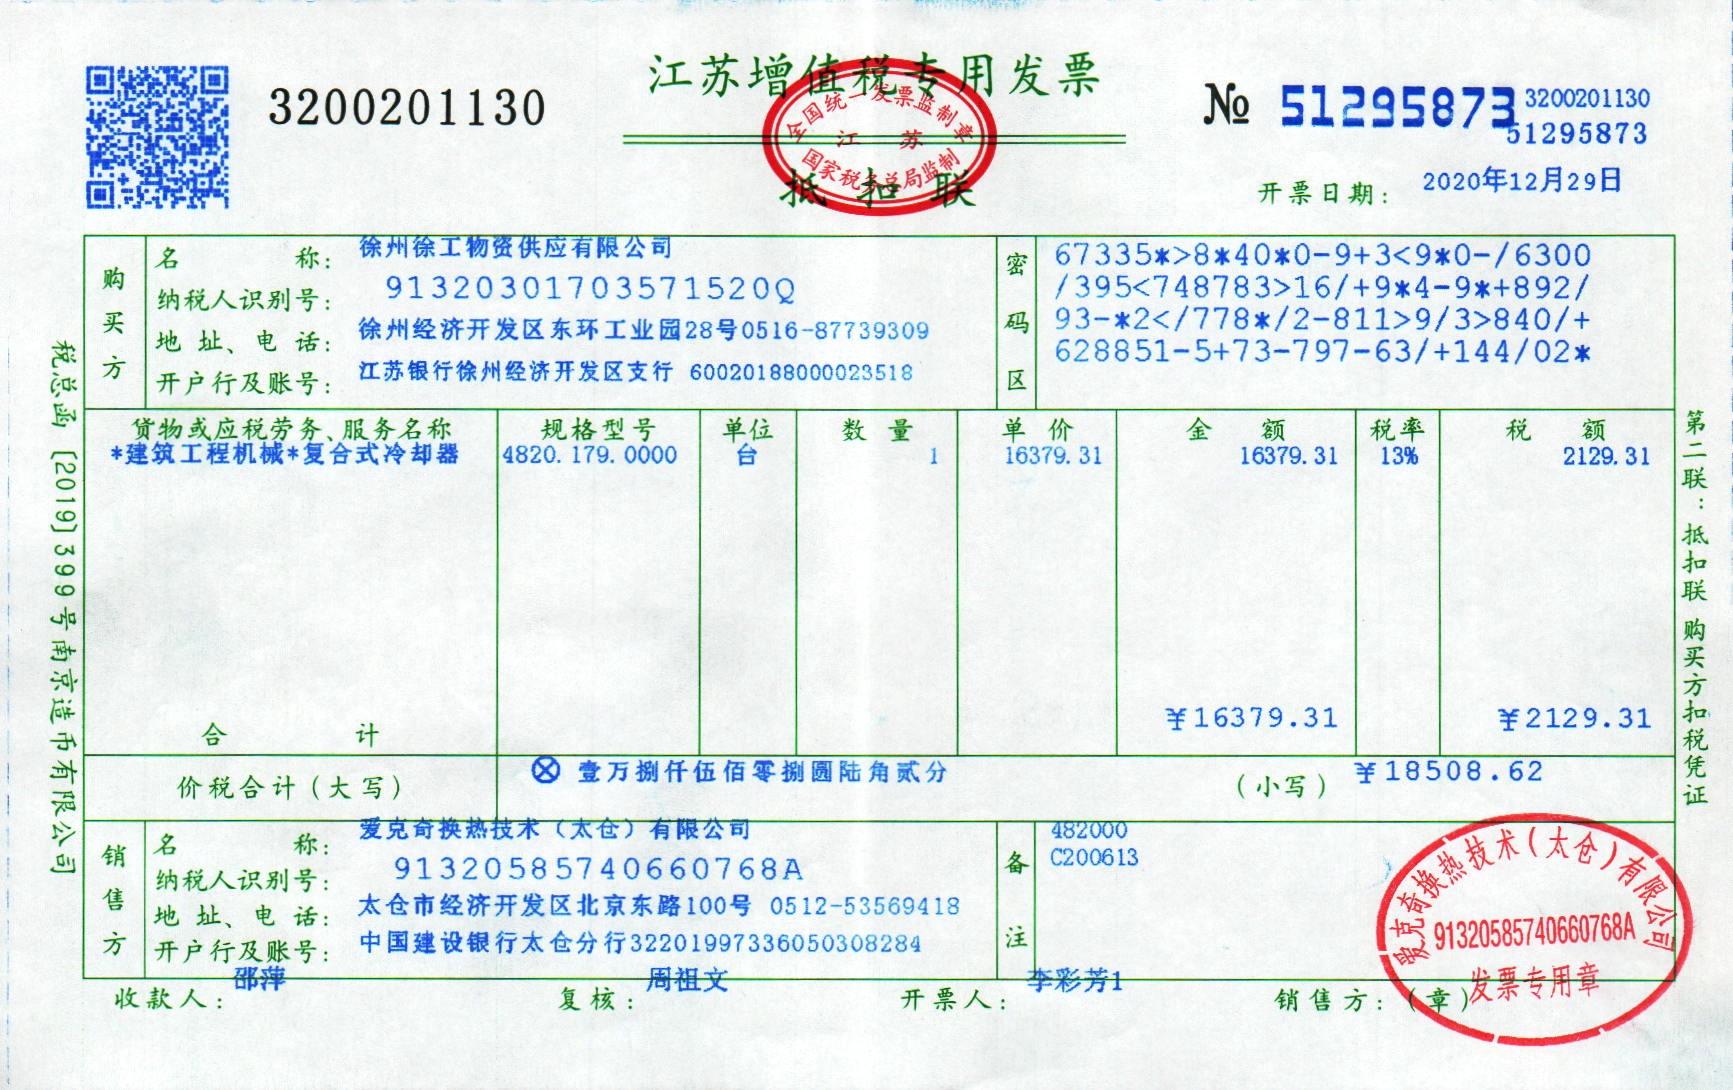 江苏增值税专用发票
3200201130
№ 51295873
3200201130
51295873
全国统一发票监制章
江 苏
国家税务总局监制
抵 扣 联
开票日期: 2020年12月29日
购买方
名 称: 徐州徐工物资供应有限公司
纳税人识别号: 91320301703571520Q
地 址、电 话: 徐州经济开发区东环工业园28号0516-87739309
开户行及账号: 江苏银行徐州经济开发区支行 60020188000023518
密码区
67335*>8*40*0-9+3<9*0-/6300
/395<748783>16/+9*4-9*+892/
93-*2</778*/2-811>9/3>840/+
628851-5+73-797-63/+144/02*
货物或应税劳务、服务名称 规格型号 单位 数 量 单 价 金 额 税率 税 额
*建筑工程机械*复合式冷却器 4820.179.0000 台 1 16379.31 16379.31 13% 2129.31
合 计 ¥16379.31 ¥2129.31
价税合计(大写) ⊗ 壹万捌仟伍佰零捌圆陆角贰分 (小写) ¥18508.62
销售方
名 称: 爱克奇换热技术(太仓)有限公司
纳税人识别号: 91320585740660768A
地 址、电 话: 太仓市经济开发区北京东路100号 0512-53569418
开户行及账号: 中国建设银行太仓分行32201997336050308284
备注
482000
C200613
收款人: 邵萍 复核: 周祖文 开票人: 李彩芳1 销售方:(章)
爱克奇换热技术(太仓)有限公司
91320585740660768A
发票专用章
税总函[2019]399号南京造币有限公司
第二联:抵扣联 购买方扣税凭证